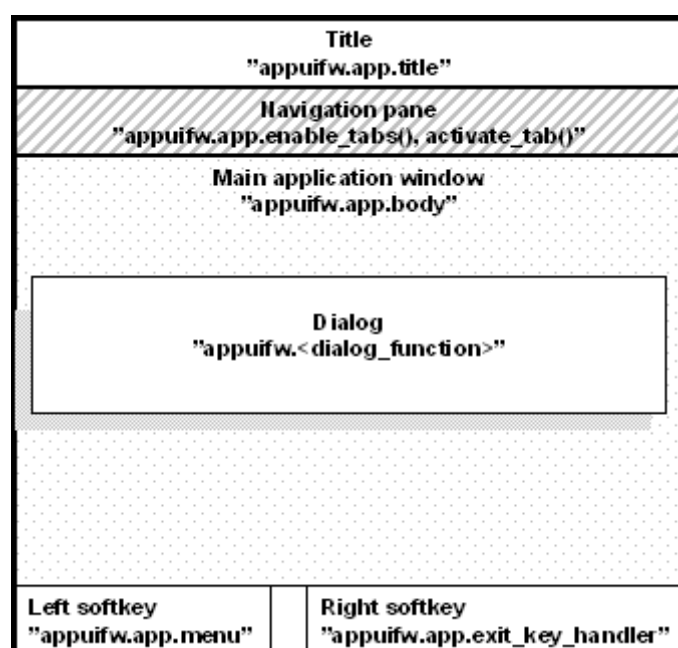 Title
”appuifw.app.title”
Navigation pane
”appuifw.app.enable_tabs(), activate_tab()”
Main application window
”appuifw.app.body”
Dialog
”appuifw.<dialog_function>”
Left softkey
”appuifw.app.menu”
Right softkey
”appuifw.app.exit_key_handler”